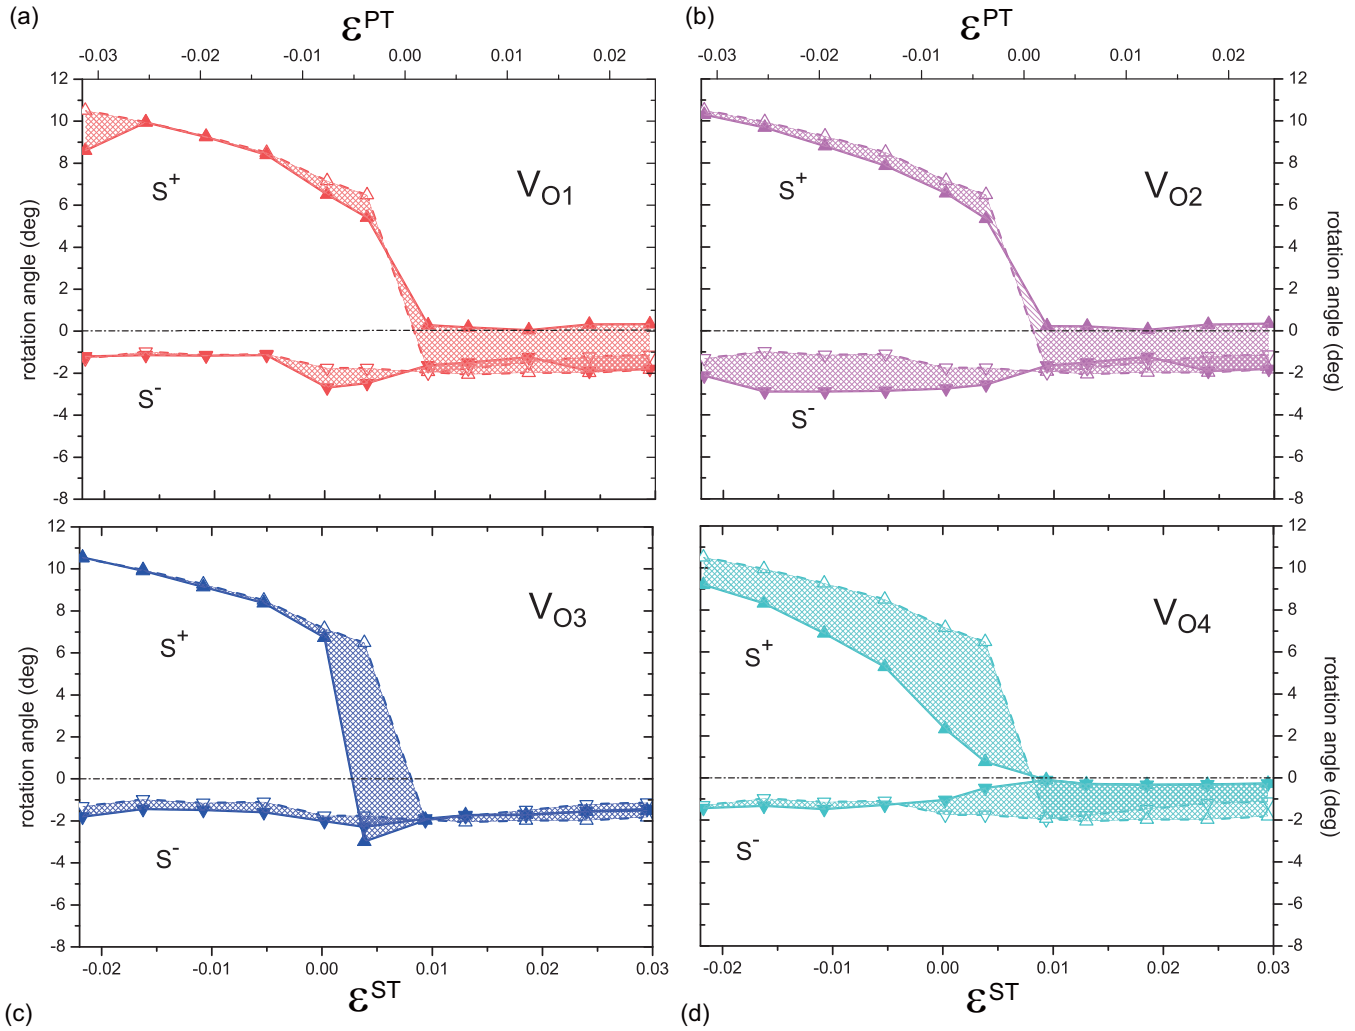 (a)
ε^PT
-0.03 -0.02 -0.01 0.00 0.01 0.02
12
10
8
6
4
2
0
-2
-4
-6
-8
rotation angle (deg)
S^+
V_O1
S^-
(b)
ε^PT
-0.03 -0.02 -0.01 0.00 0.01 0.02
12
10
8
6
4
2
0
-2
-4
-6
-8
rotation angle (deg)
S^+
V_O2
S^-
12
10
8
6
4
2
0
-2
-4
-6
-8
rotation angle (deg)
S^+
V_O3
S^-
-0.02 -0.01 0.00 0.01 0.02 0.03
ε^ST
(c)
12
10
8
6
4
2
0
-2
-4
-6
-8
rotation angle (deg)
S^+
V_O4
S^-
-0.02 -0.01 0.00 0.01 0.02 0.03
ε^ST
(d)